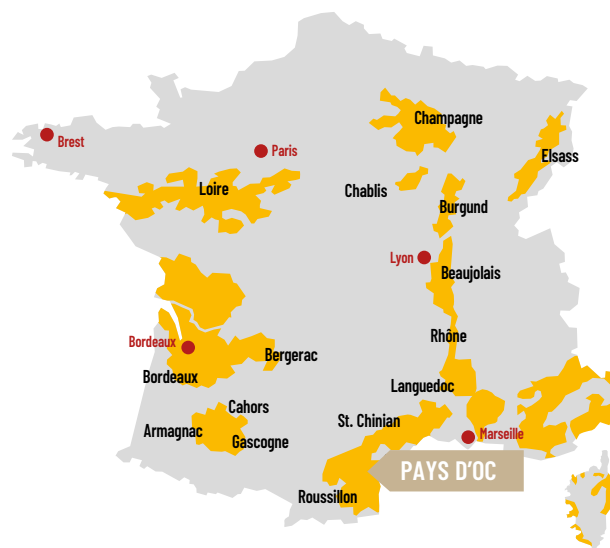 Champagne
Brest
Paris
Elsass
Loire
Chablis
Burgund
Lyon
Beaujolais
Rhône
Bordeaux
Bergerac
Bordeaux
Languedoc
Cahors
St. Chinian
Armagnac
Gascogne
Marseille
PAYS D'OC
Roussillon